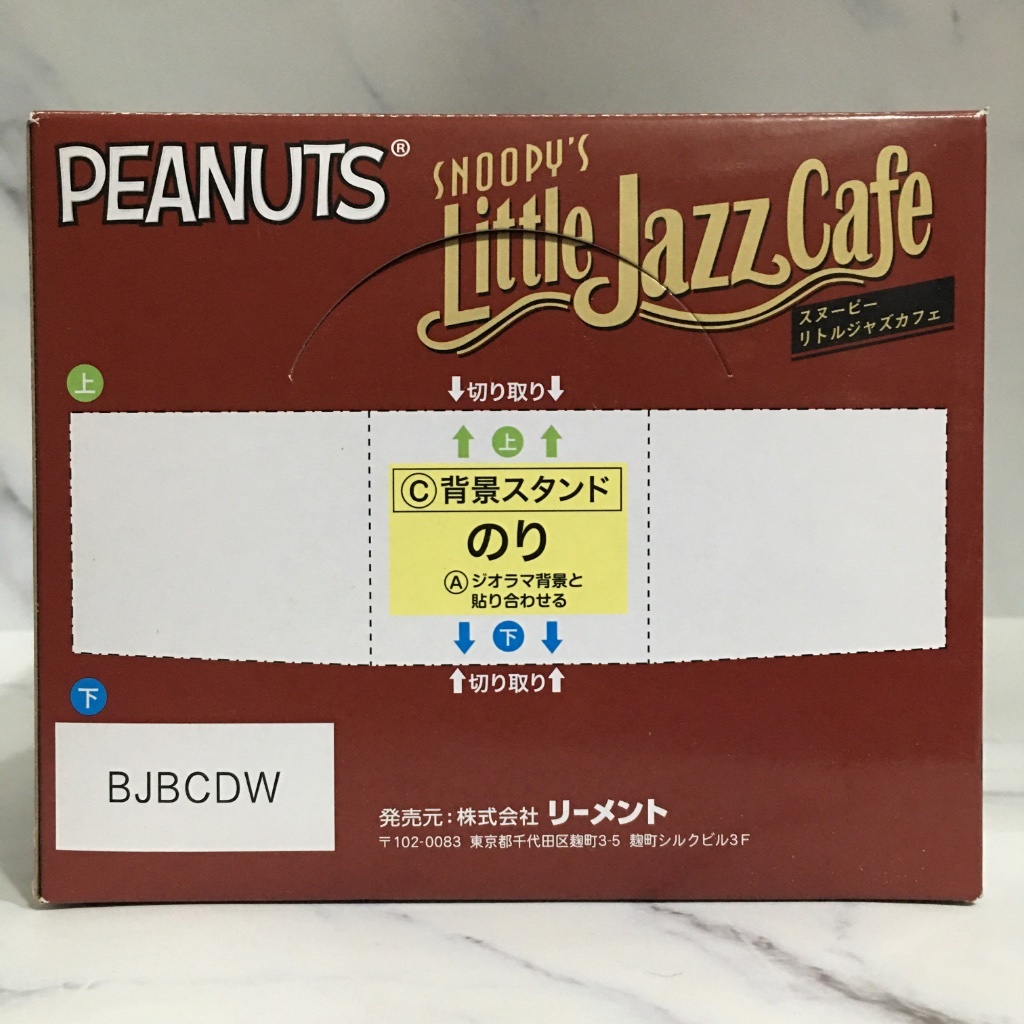 PEANUTS®
SNOOPY'S
Little Jazz Cafe
スヌーピー
リトルジャズカフェ
上
↓切り取り↓
↑上↑
Ⓒ背景スタンド
のり
Ⓐジオラマ背景と
貼り合わせる
↓下↓
↑切り取り↑
下
BJBCDW
発売元:株式会社 リーメント
〒102-0083 東京都千代田区麹町3-5 麹町シルクビル3F